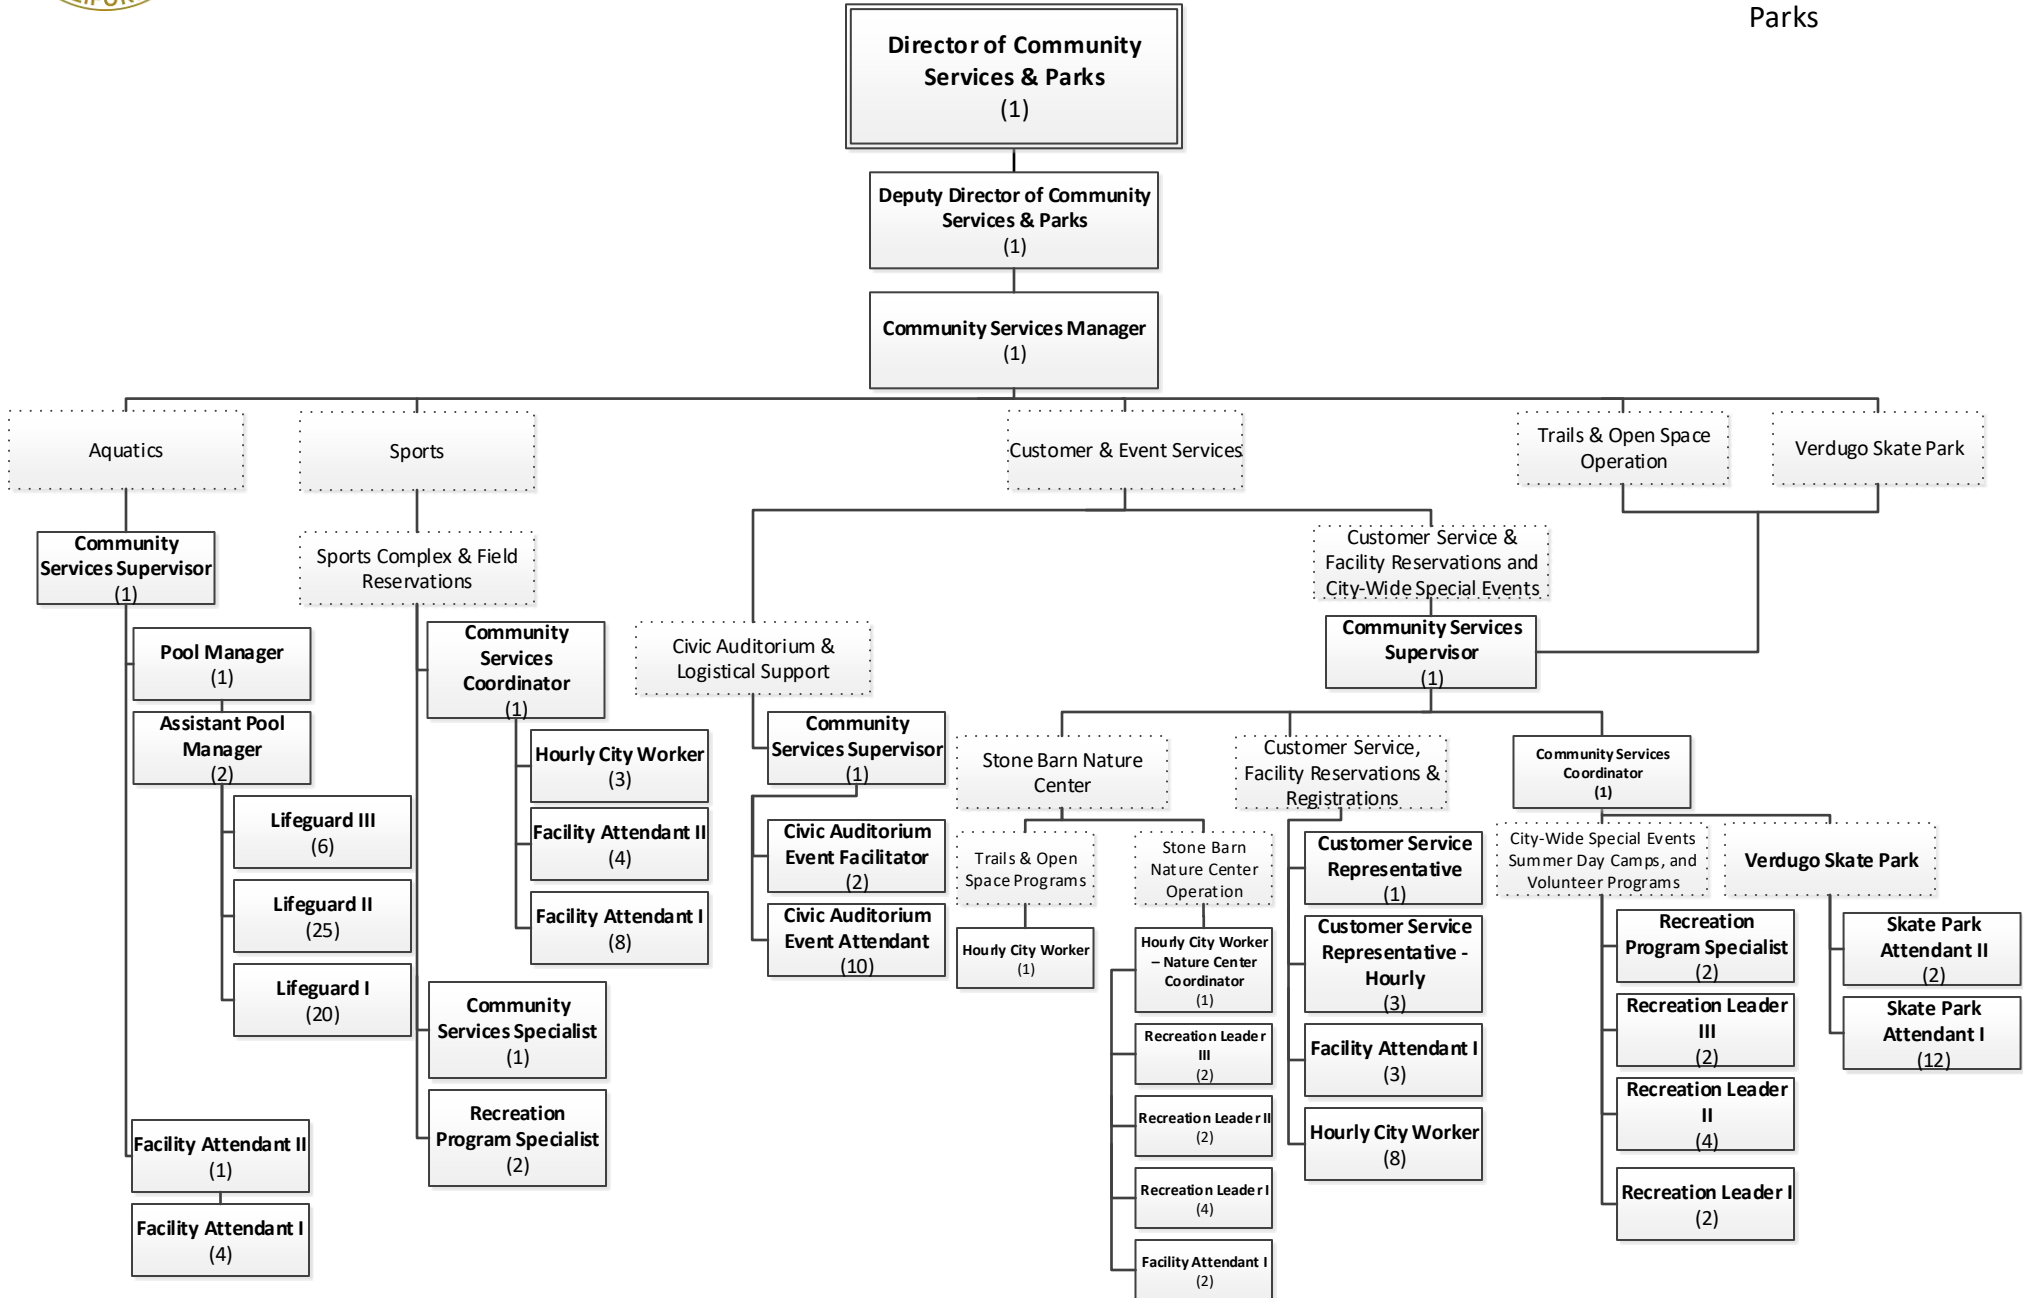 Parks
Director of Community
Services & Parks
(1)
Deputy Director of Community
Services & Parks
(1)
Community Services Manager
(1)
Aquatics
Sports
Customer & Event Services
Trails & Open Space
Operation
Verdugo Skate Park
Community
Services Supervisor
(1)
Pool Manager
(1)
Assistant Pool
Manager
(2)
Lifeguard III
(6)
Lifeguard II
(25)
Lifeguard I
(20)
Facility Attendant II
(1)
Facility Attendant I
(4)
Sports Complex & Field
Reservations
Community
Services
Coordinator
(1)
Hourly City Worker
(3)
Facility Attendant II
(4)
Facility Attendant I
(8)
Community
Services Specialist
(1)
Recreation
Program Specialist
(2)
Civic Auditorium &
Logistical Support
Community
Services Supervisor
(1)
Civic Auditorium
Event Facilitator
(2)
Civic Auditorium
Event Attendant
(10)
Customer Service &
Facility Reservations and
City-Wide Special Events
Community Services
Supervisor
(1)
Stone Barn Nature
Center
Trails & Open
Space Programs
Hourly City Worker
(1)
Stone Barn
Nature Center
Operation
Hourly City Worker
– Nature Center
Coordinator
(1)
Recreation Leader
III
(2)
Recreation Leader II
(2)
Recreation Leader I
(4)
Facility Attendant I
(2)
Customer Service,
Facility Reservations &
Registrations
Customer Service
Representative
(1)
Customer Service
Representative -
Hourly
(3)
Facility Attendant I
(3)
Hourly City Worker
(8)
Community Services
Coordinator
(1)
City-Wide Special Events
Summer Day Camps, and
Volunteer Programs
Recreation
Program Specialist
(2)
Recreation Leader
III
(2)
Recreation Leader
II
(4)
Recreation Leader I
(2)
Verdugo Skate Park
Skate Park
Attendant II
(2)
Skate Park
Attendant I
(12)